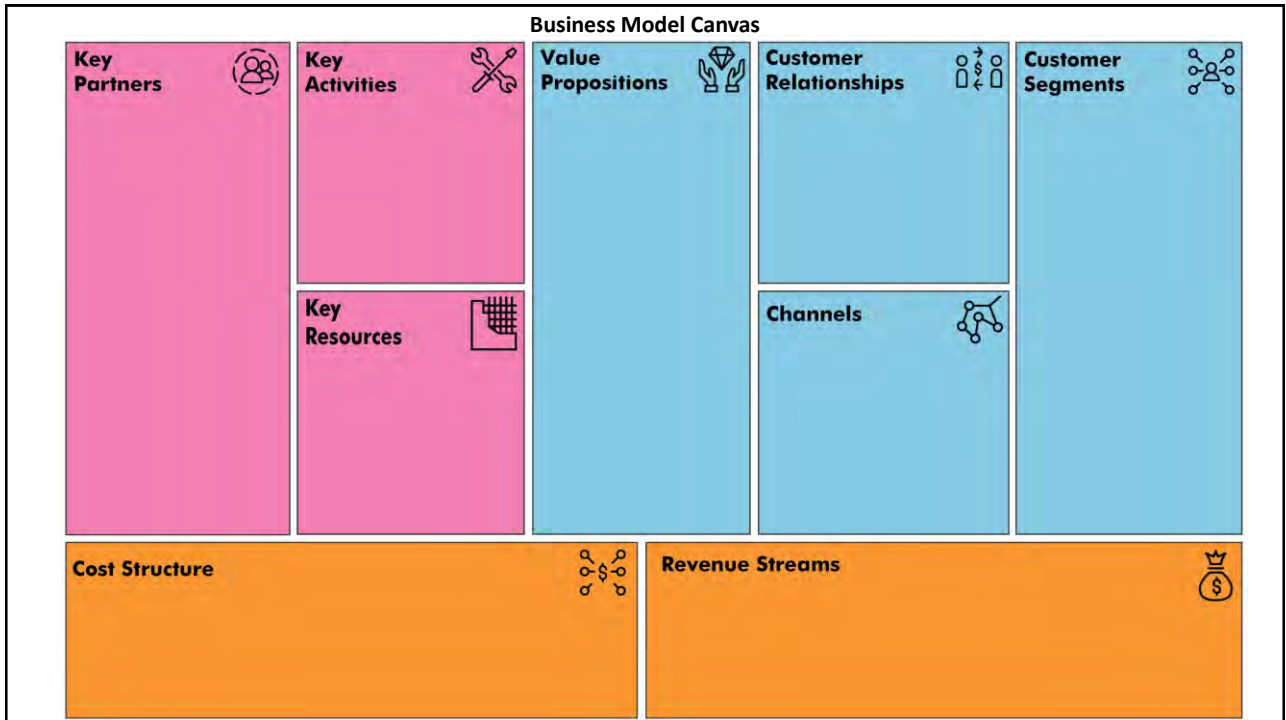 Business Model Canvas
Key
Partners
Key
Activities
Value
Propositions
Customer
Relationships
Customer
Segments
Key
Resources
Channels
Cost Structure
$
Revenue Streams
$